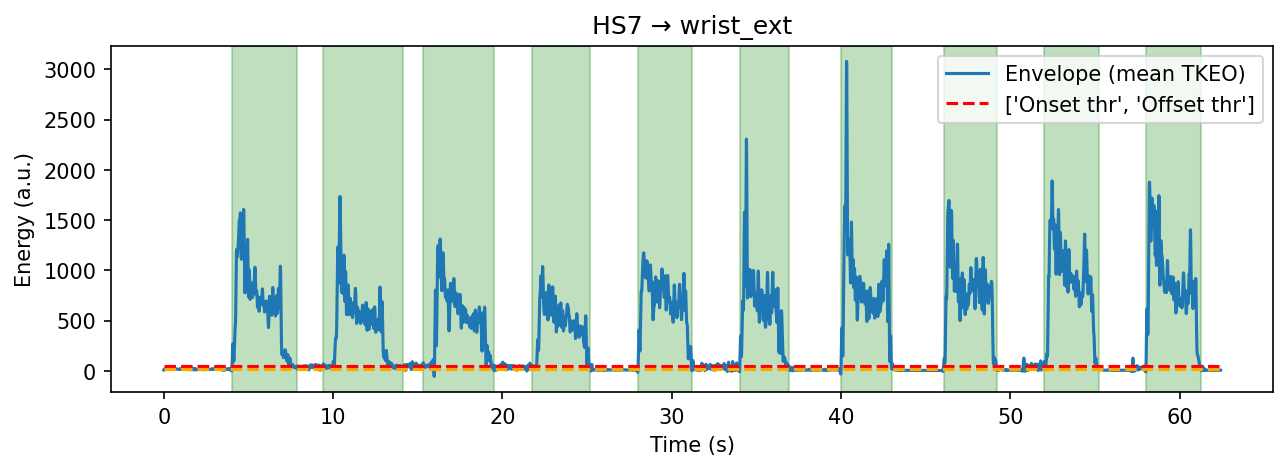 HS7 → wrist_ext
Energy (a.u.)
3000
2500
2000
1500
1000
500
0
Envelope (mean TKEO)
['Onset thr', 'Offset thr']
0 10 20 30 40 50 60
Time (s)